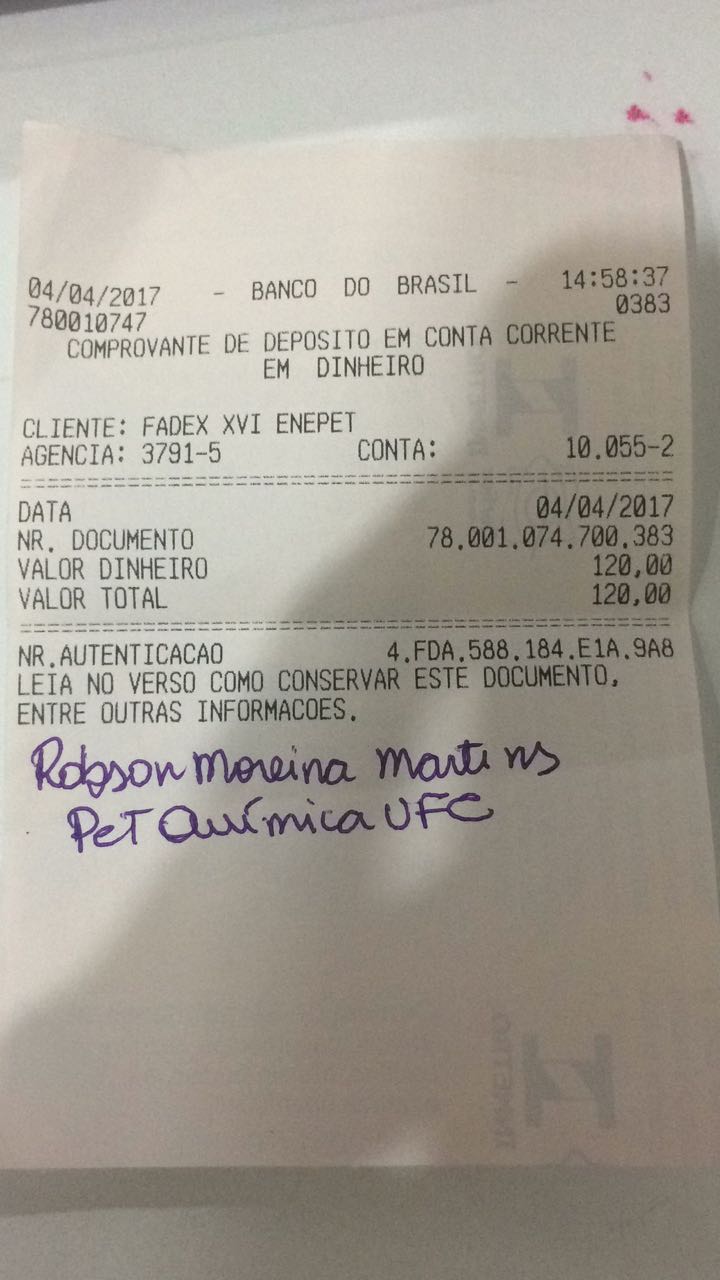 04/04/2017 - BANCO DO BRASIL - 14:58:37
780010747 0383
COMPROVANTE DE DEPOSITO EM CONTA CORRENTE
EM DINHEIRO
CLIENTE: FADEX XVI ENEPET
AGENCIA: 3791-5 CONTA: 10.055-2
DATA 04/04/2017
NR. DOCUMENTO 78.001.074.700.383
VALOR DINHEIRO 120,00
VALOR TOTAL 120,00
NR.AUTENTICACAO 4.FDA.588.184.E1A.9A8
LEIA NO VERSO COMO CONSERVAR ESTE DOCUMENTO,
ENTRE OUTRAS INFORMACOES.
Robson Moreira Martins
PET Química UFC